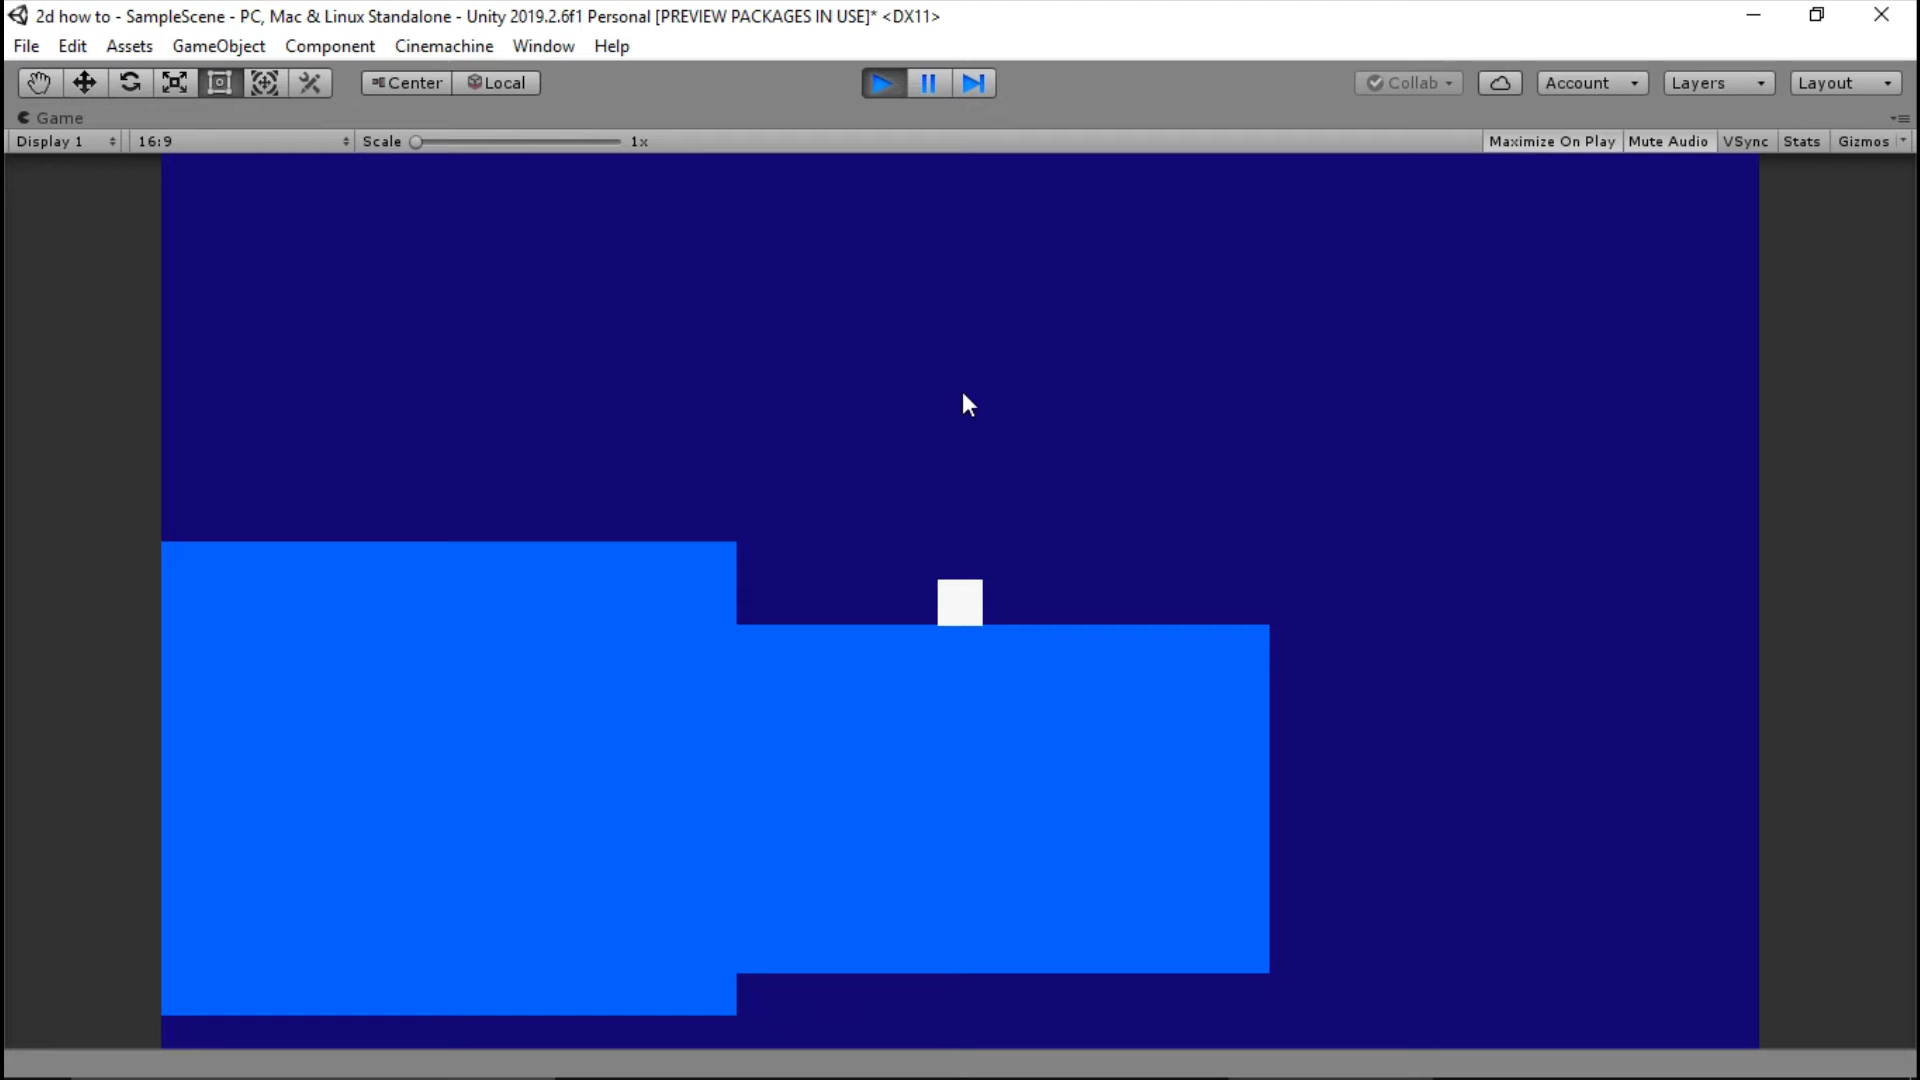 2d how to - SampleScene - PC, Mac & Linux Standalone - Unity 2019.2.6f1 Personal [PREVIEW PACKAGES IN USE]* <DX11>
File Edit Assets GameObject Component Cinemachine Window Help
Center Local Collab Account Layers Layout
Game
Display 1 16:9 Scale 1x Maximize On Play Mute Audio VSync Stats Gizmos